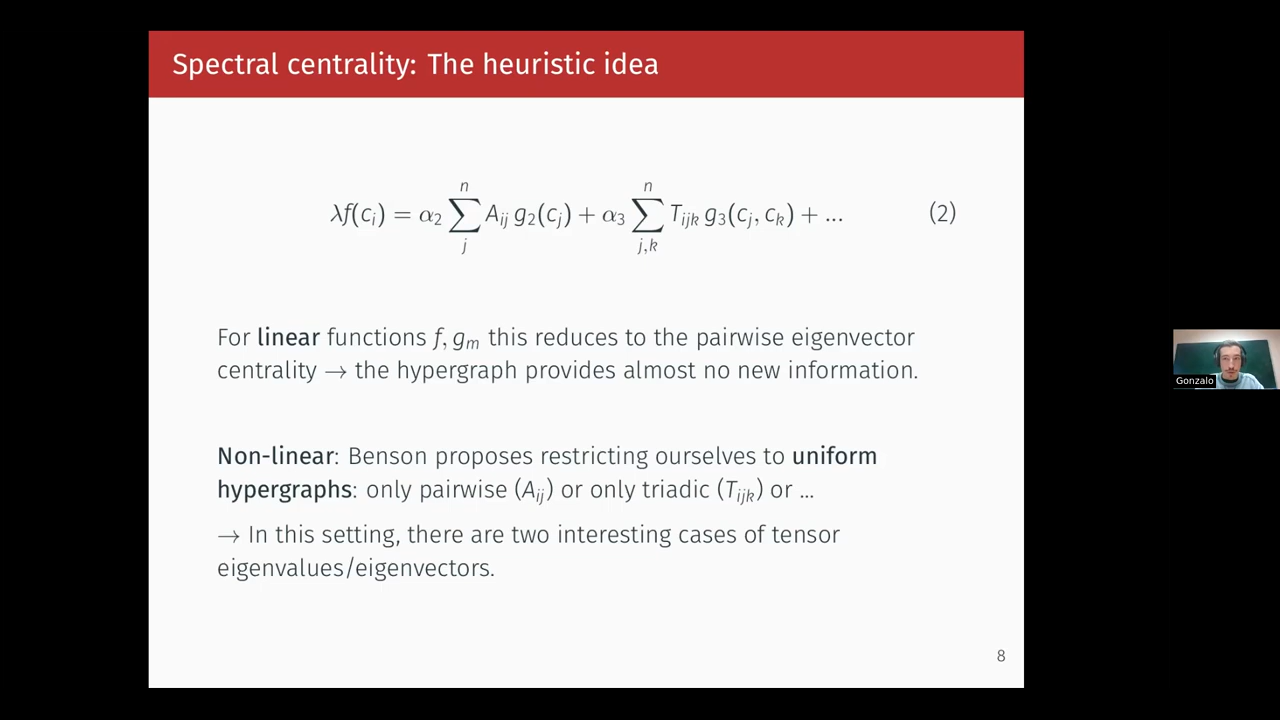 Spectral centrality: The heuristic idea
λf(cᵢ) = α₂ ∑ⱼⁿ Aᵢⱼ g₂(cⱼ) + α₃ ∑ⱼ,ₖⁿ Tᵢⱼₖ g₃(cⱼ, cₖ) + ... (2)
For linear functions f, gₘ this reduces to the pairwise eigenvector
centrality → the hypergraph provides almost no new information.
Non-linear: Benson proposes restricting ourselves to uniform
hypergraphs: only pairwise (Aᵢⱼ) or only triadic (Tᵢⱼₖ) or ...
→ In this setting, there are two interesting cases of tensor
eigenvalues/eigenvectors.
8
Gonzalo